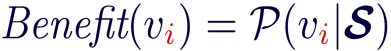 Benefit(v_i) = 𝒫(v_i|𝓢)